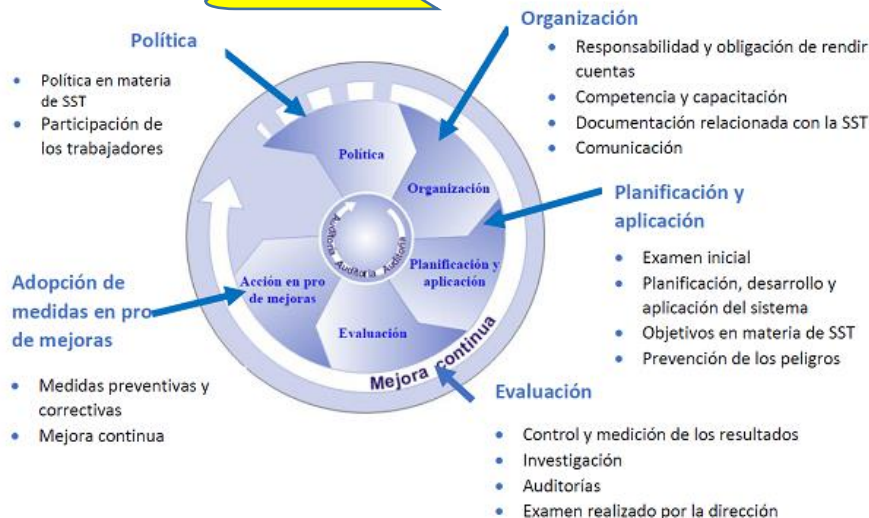 Política
• Política en materia
de SST
• Participación de
los trabajadores
Organización
• Responsabilidad y obligación de rendir
cuentas
• Competencia y capacitación
• Documentación relacionada con la SST
• Comunicación
Planificación y
aplicación
• Examen inicial
• Planificación, desarrollo y
aplicación del sistema
• Objetivos en materia de SST
• Prevención de los peligros
Evaluación
• Control y medición de los resultados
• Investigación
• Auditorías
• Examen realizado por la dirección
Adopción de
medidas en pro
de mejoras
• Medidas preventivas y
correctivas
• Mejora continua
Política
Organización
Planificación y
aplicación
Evaluación
Acción en pro
de mejoras
Auditoria Auditoria Auditoria
Mejora continua